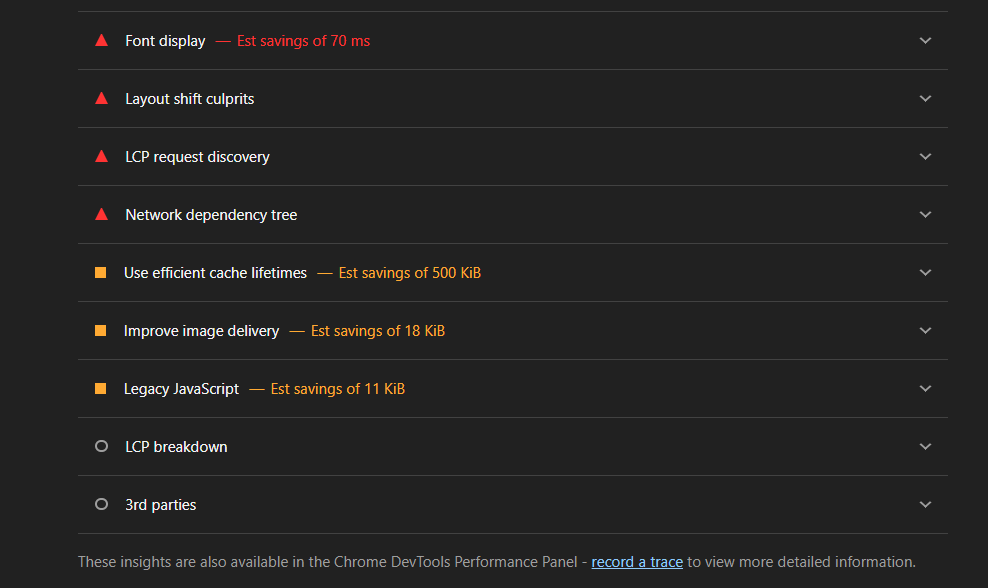 Font display — Est savings of 70 ms
Layout shift culprits
LCP request discovery
Network dependency tree
Use efficient cache lifetimes — Est savings of 500 KiB
Improve image delivery — Est savings of 18 KiB
Legacy JavaScript — Est savings of 11 KiB
LCP breakdown
3rd parties
These insights are also available in the Chrome DevTools Performance Panel - record a trace to view more detailed information.